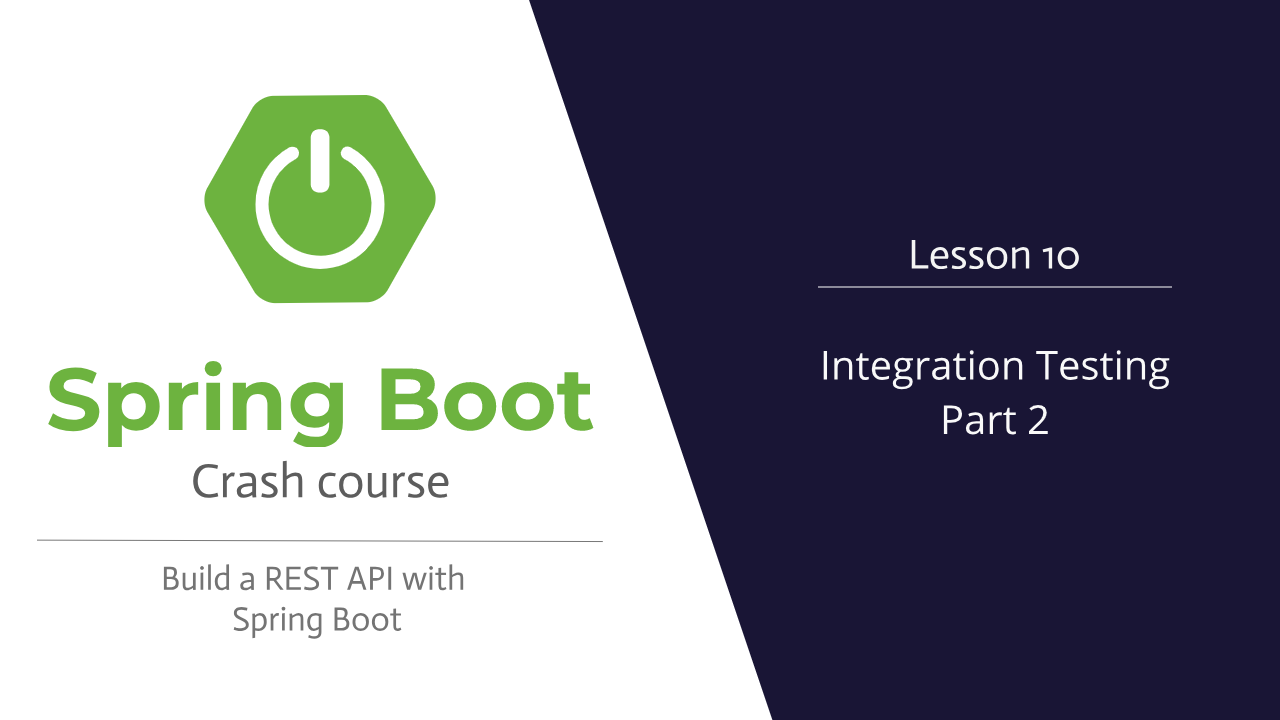 Spring Boot
Crash course
Build a REST API with
Spring Boot
Lesson 10
Integration Testing
Part 2